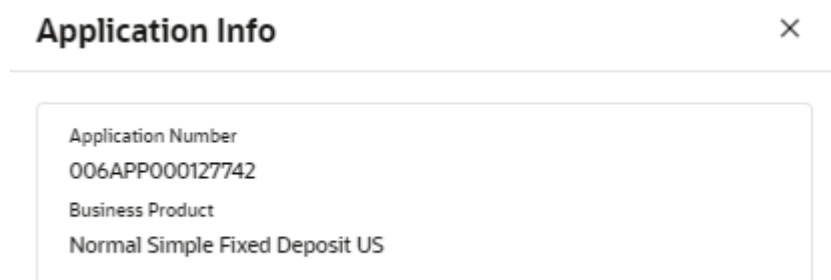 Application Info
Application Number
006APP000127742
Business Product
Normal Simple Fixed Deposit US